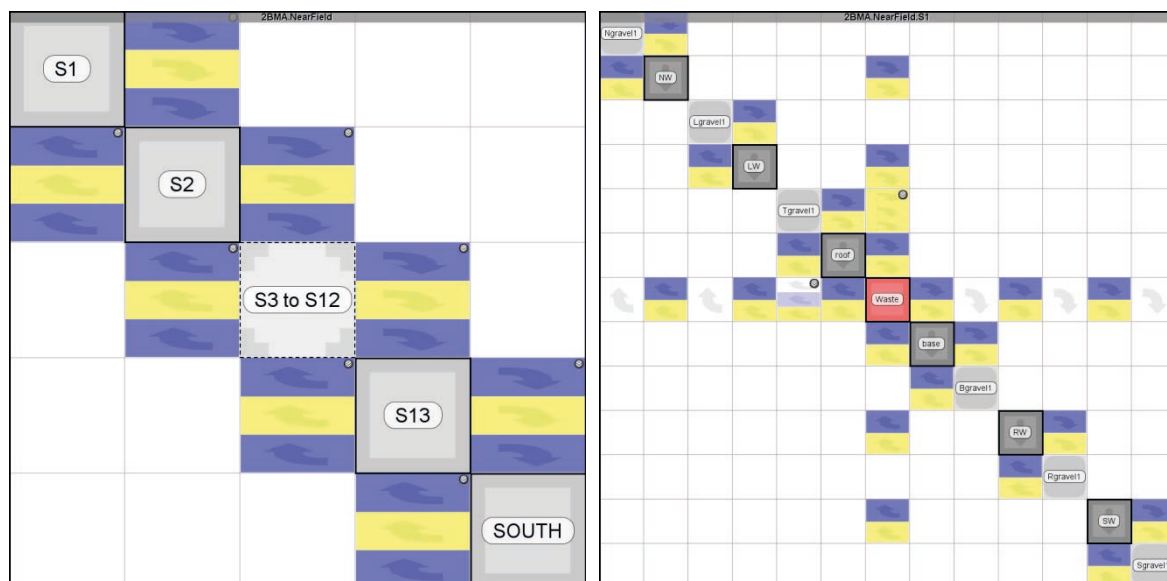 2BMA.NearField
S1
S2
S3 to S12
S13
SOUTH
2BMA.NearField.S1
Ngravel1
NW
Lgravel1
LW
Tgravel1
roof
Waste
base
Bgravel1
RW
Rgravel1
SW
Sgravel1